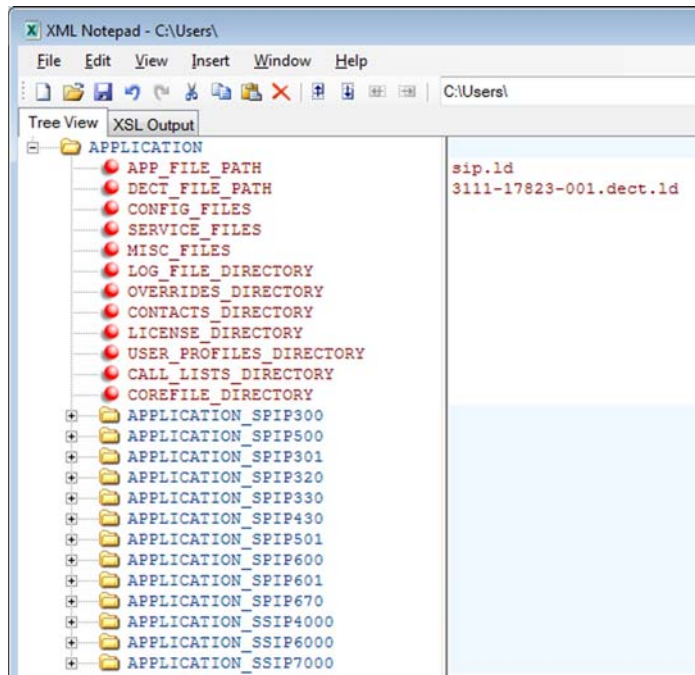 XML Notepad - C:\Users\
File Edit View Insert Window Help
C:\Users\
Tree View XSL Output
APPLICATION
APP_FILE_PATH sip.ld
DECT_FILE_PATH 3111-17823-001.dect.ld
CONFIG_FILES
SERVICE_FILES
MISC_FILES
LOG_FILE_DIRECTORY
OVERRIDES_DIRECTORY
CONTACTS_DIRECTORY
LICENSE_DIRECTORY
USER_PROFILES_DIRECTORY
CALL_LISTS_DIRECTORY
COREFILE_DIRECTORY
APPLICATION_SPIP300
APPLICATION_SPIP500
APPLICATION_SPIP301
APPLICATION_SPIP320
APPLICATION_SPIP330
APPLICATION_SPIP430
APPLICATION_SPIP501
APPLICATION_SPIP600
APPLICATION_SPIP601
APPLICATION_SPIP670
APPLICATION_SSIP4000
APPLICATION_SSIP6000
APPLICATION_SSIP7000